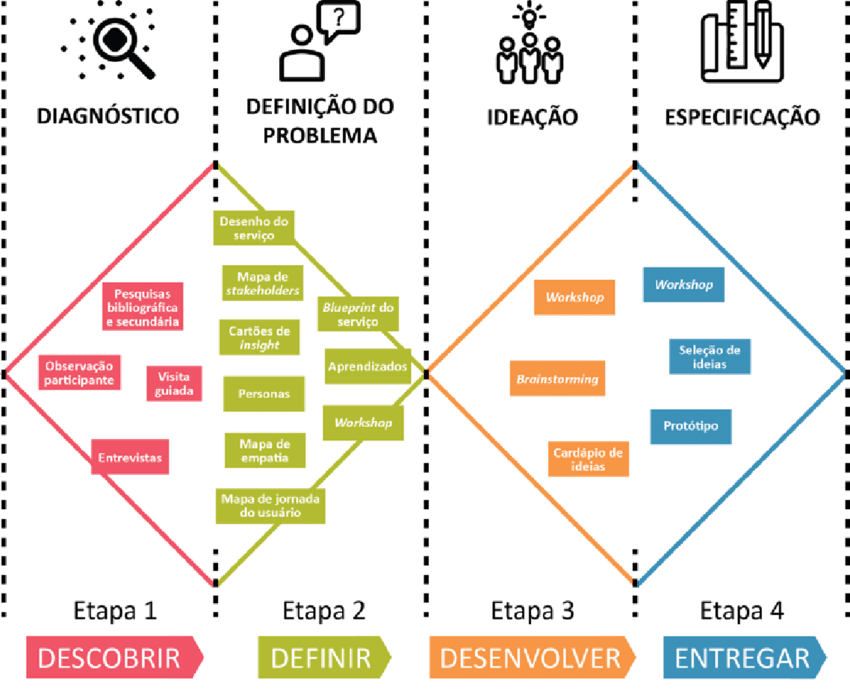 ?
DIAGNÓSTICO
DEFINIÇÃO DO
PROBLEMA
IDEAÇÃO
ESPECIFICAÇÃO
Pesquisas
bibliográfica
e secundária
Observação
participante
Visita
guiada
Entrevistas
Desenho do
serviço
Mapa de
stakeholders
Blueprint do
serviço
Cartões de
insight
Aprendizados
Personas
Workshop
Mapa de
empatia
Mapa de jornada
do usuário
Workshop
Brainstorming
Cardápio de
ideias
Workshop
Seleção de
ideias
Protótipo
Etapa 1
Etapa 2
Etapa 3
Etapa 4
DESCOBRIR
DEFINIR
DESENVOLVER
ENTREGAR